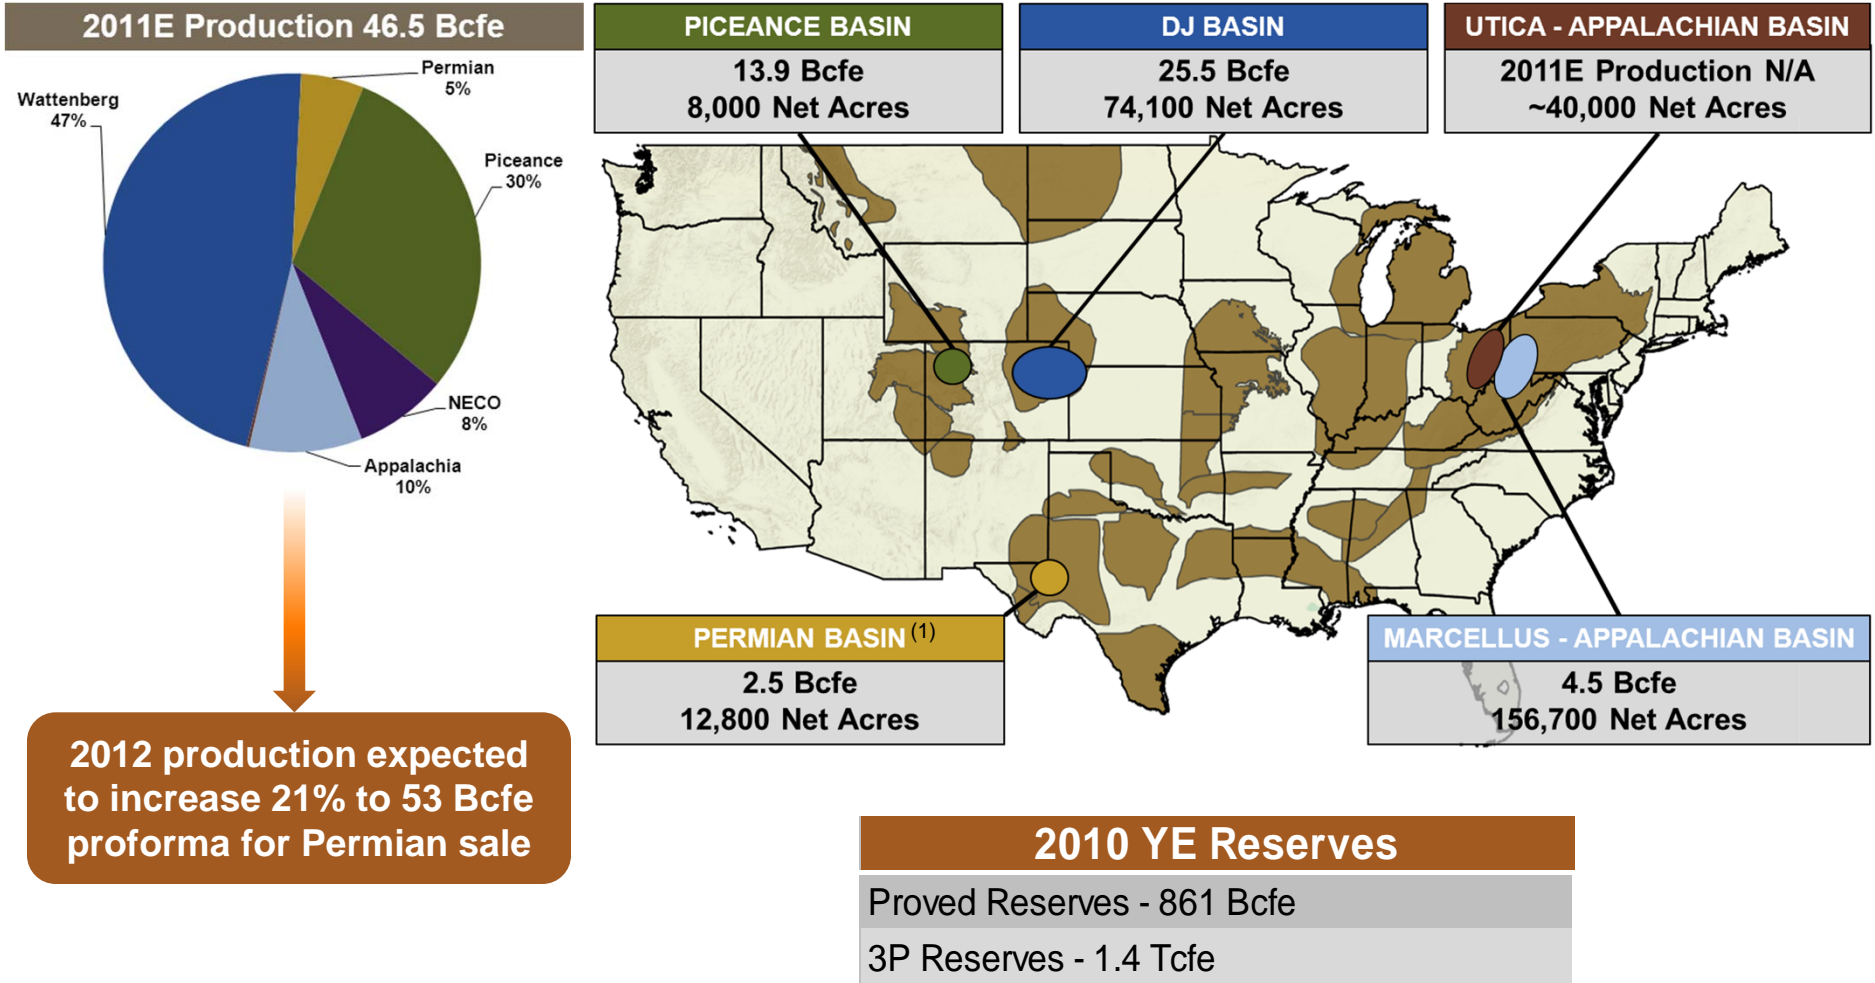 2011E Production 46.5 Bcfe
Permian
5%
Wattenberg
47%
Piceance
30%
NECO
8%
Appalachia
10%
2012 production expected
to increase 21% to 53 Bcfe
proforma for Permian sale
PICEANCE BASIN
13.9 Bcfe
8,000 Net Acres
DJ BASIN
25.5 Bcfe
74,100 Net Acres
UTICA - APPALACHIAN BASIN
2011E Production N/A
~40,000 Net Acres
PERMIAN BASIN (1)
2.5 Bcfe
12,800 Net Acres
MARCELLUS - APPALACHIAN BASIN
4.5 Bcfe
156,700 Net Acres
2010 YE Reserves
Proved Reserves - 861 Bcfe
3P Reserves - 1.4 Tcfe